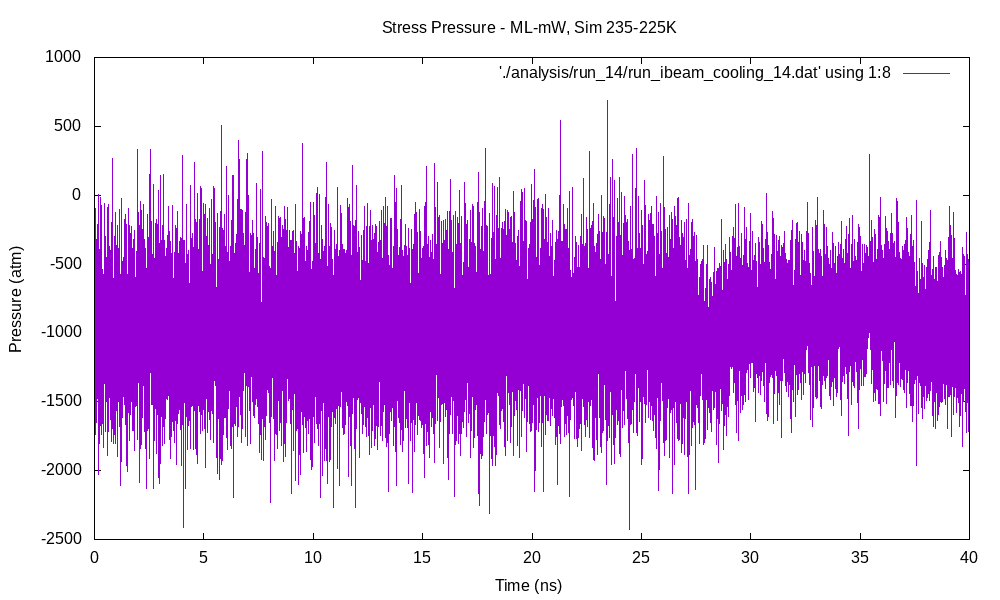 Stress Pressure - ML-mW, Sim 235-225K
'./analysis/run_14/run_ibeam_cooling_14.dat' using 1:8
Pressure (atm)
1000
500
0
-500
-1000
-1500
-2000
-2500
0 5 10 15 20 25 30 35 40
Time (ns)